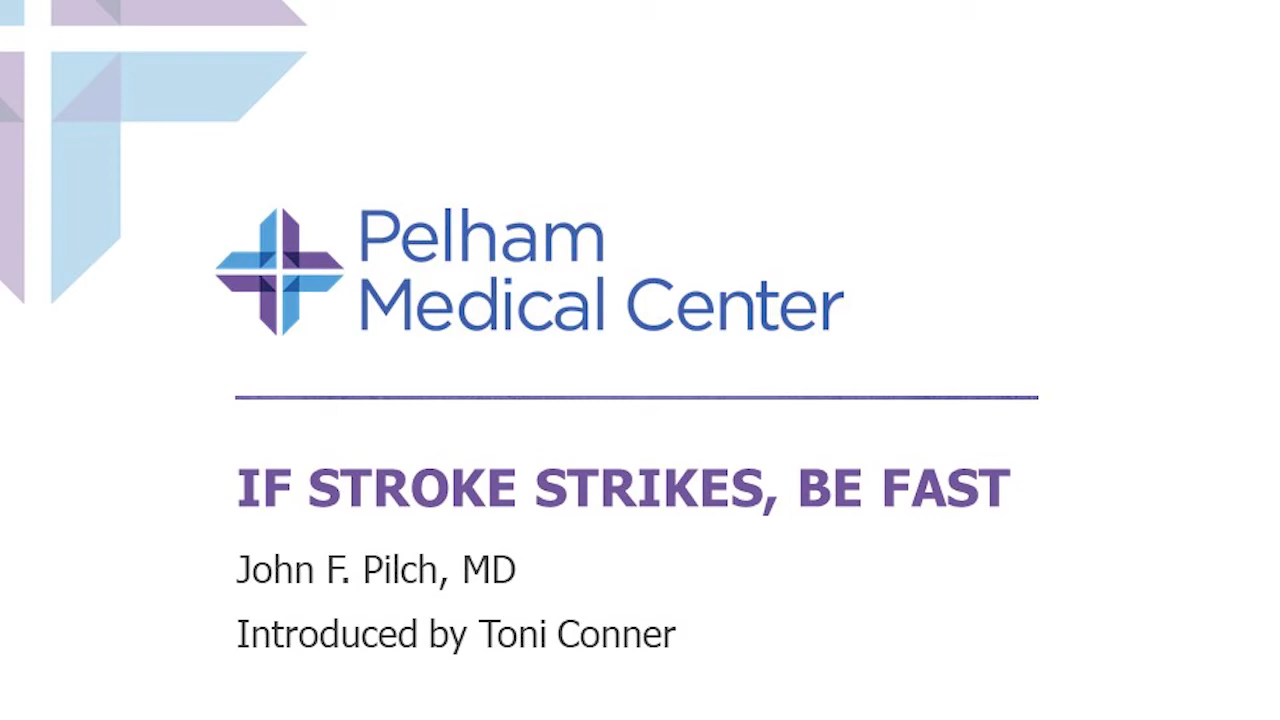 Pelham
Medical Center
IF STROKE STRIKES, BE FAST
John F. Pilch, MD
Introduced by Toni Conner